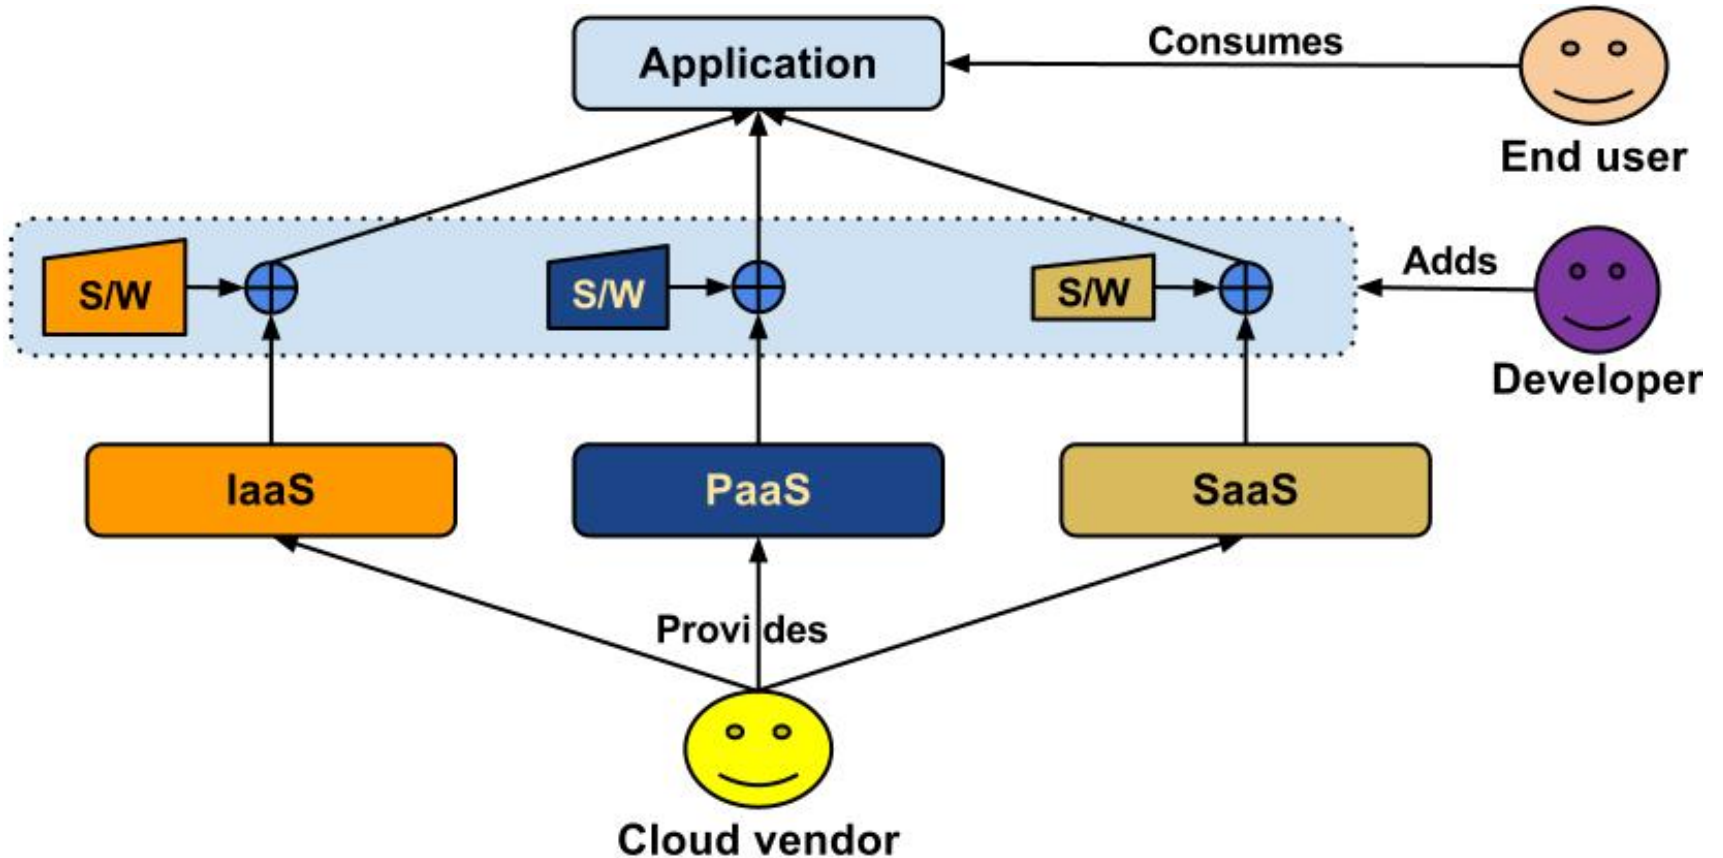 Application
Consumes
End user
S/W
S/W
S/W
Adds
Developer
IaaS
PaaS
SaaS
Provides
Cloud vendor